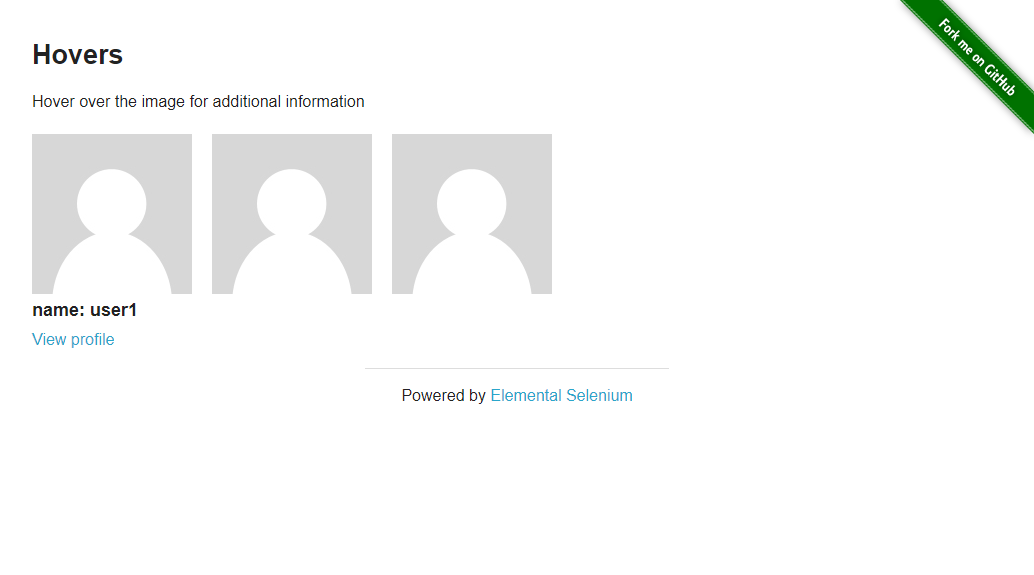 Fork me on GitHub
Hovers
Hover over the image for additional information
name: user1
View profile
Powered by Elemental Selenium